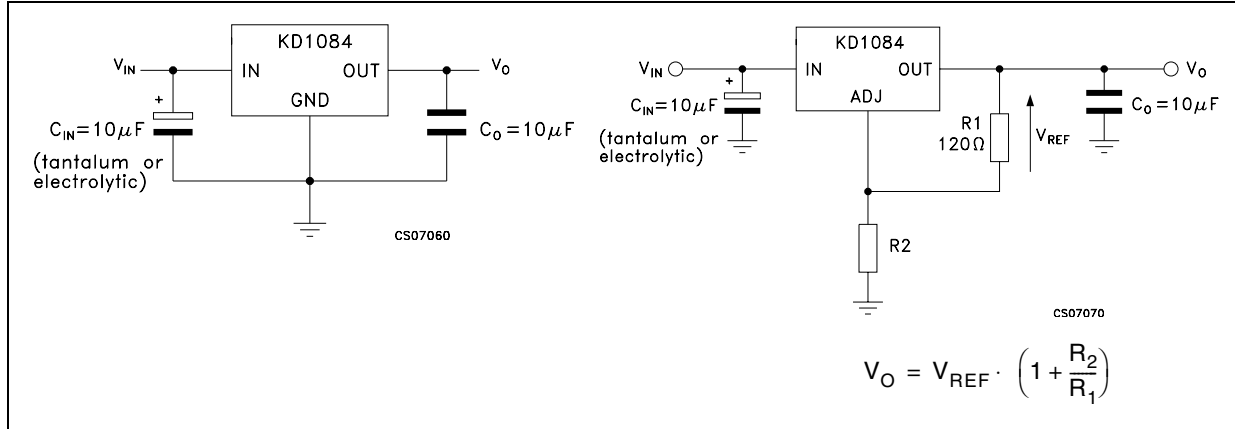 KD1084
V_IN
IN
OUT
V_O
GND
+
C_IN=10μF
(tantalum or
electrolytic)
C_O=10μF
CS07060
KD1084
V_IN
IN
OUT
V_O
ADJ
+
C_IN=10μF
(tantalum or
electrolytic)
R1
120Ω
V_REF
C_O=10μF
R2
CS07070
V_O = V_REF · (1 + R_2/R_1)